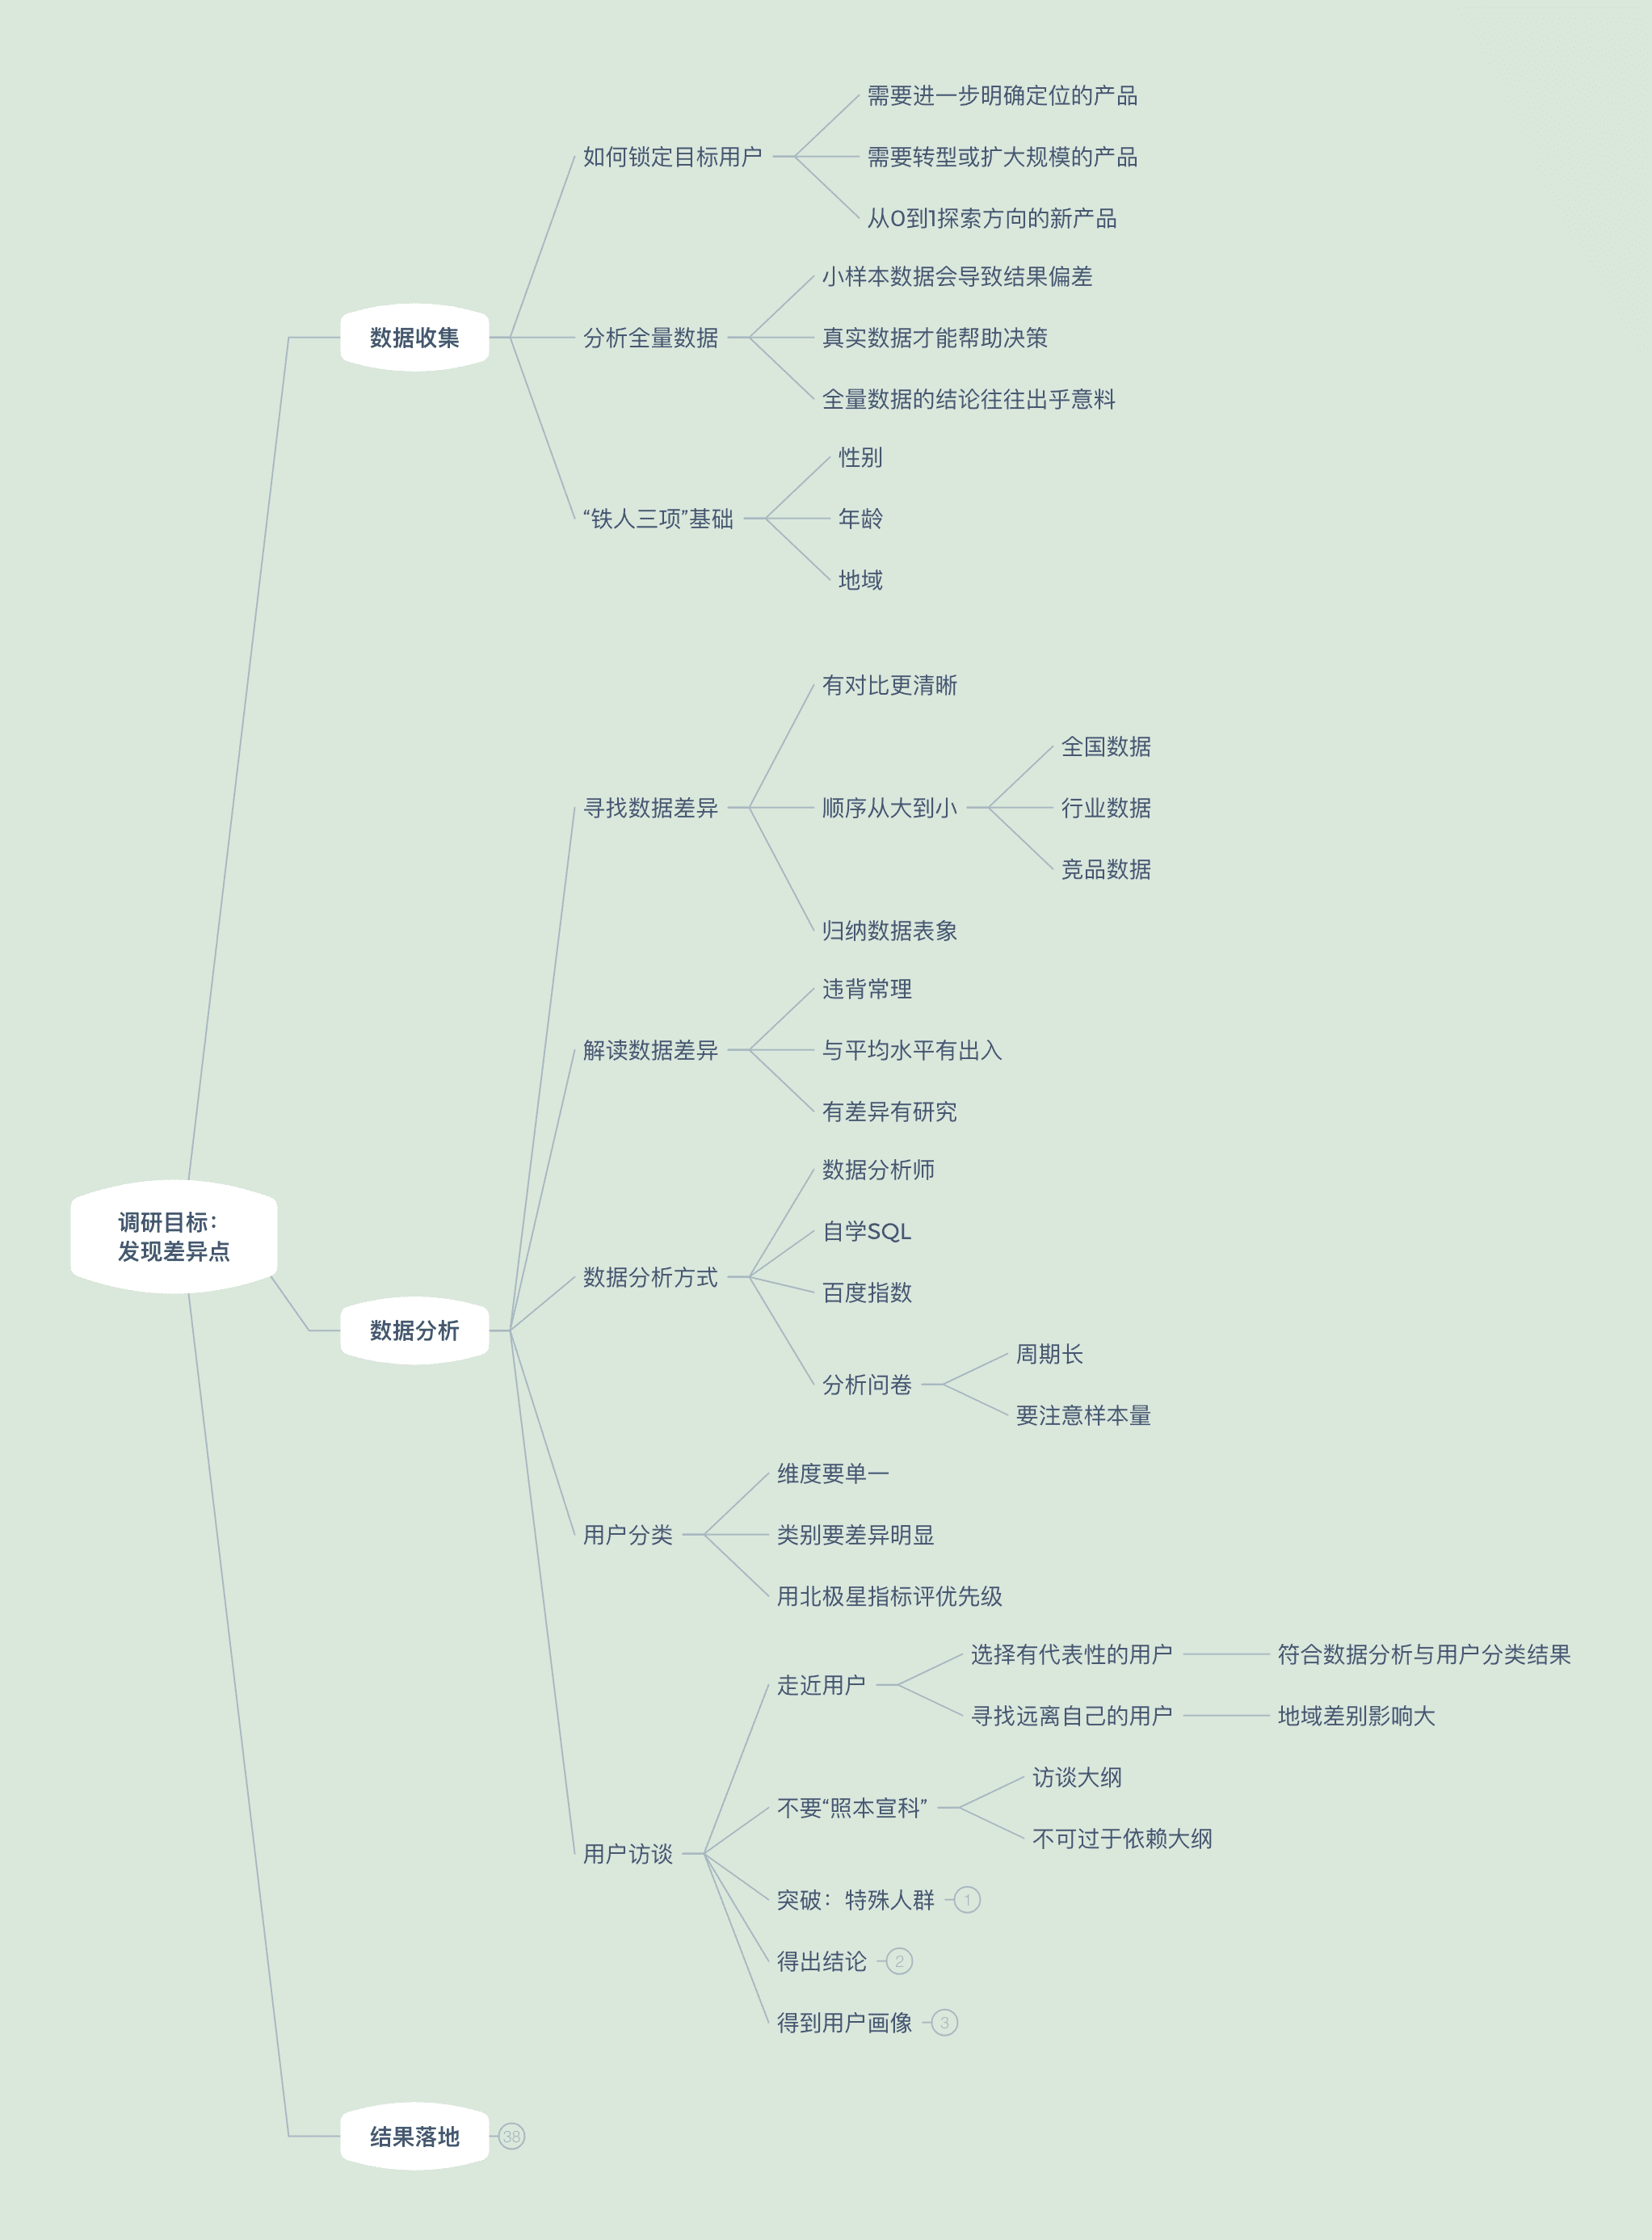 调研目标：
发现差异点
数据收集
如何锁定目标用户
需要进一步明确定位的产品
需要转型或扩大规模的产品
从0到1探索方向的新产品
分析全量数据
小样本数据会导致结果偏差
真实数据才能帮助决策
全量数据的结论往往出乎意料
“铁人三项”基础
性别
年龄
地域
数据分析
寻找数据差异
有对比更清晰
顺序从大到小
全国数据
行业数据
竞品数据
归纳数据表象
解读数据差异
违背常理
与平均水平有出入
有差异有研究
数据分析方式
数据分析师
自学SQL
百度指数
分析问卷
周期长
要注意样本量
用户分类
维度要单一
类别要差异明显
用北极星指标评优先级
用户访谈
走近用户
选择有代表性的用户
符合数据分析与用户分类结果
寻找远离自己的用户
地域差别影响大
不要“照本宣科”
访谈大纲
不可过于依赖大纲
突破：特殊人群
1
得出结论
2
得到用户画像
3
结果落地
38